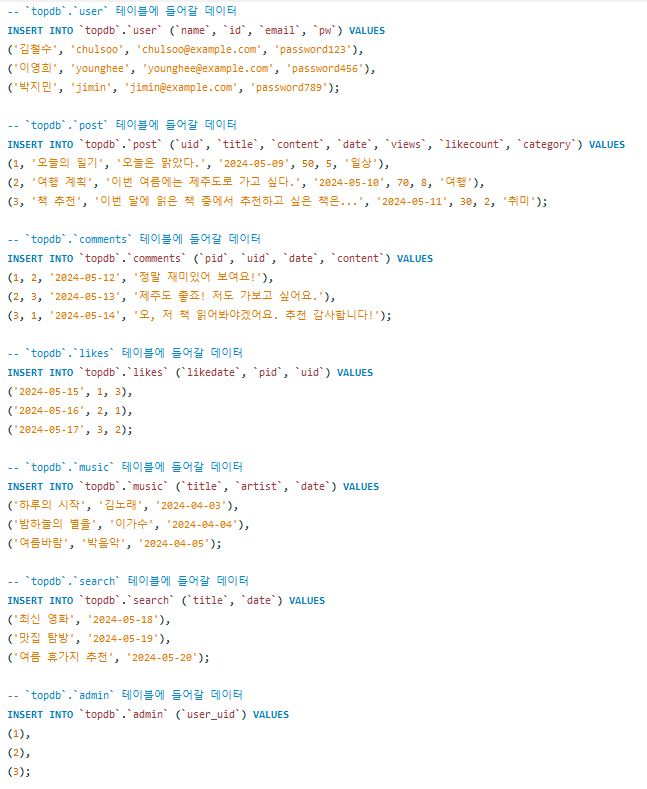 -- `topdb`.`user` 테이블에 들어갈 데이터
INSERT INTO `topdb`.`user` (`name`, `id`, `email`, `pw`) VALUES
('김철수', 'chulsoo', 'chulsoo@example.com', 'password123'),
('이영희', 'younghee', 'younghee@example.com', 'password456'),
('박지민', 'jimin', 'jimin@example.com', 'password789');
-- `topdb`.`post` 테이블에 들어갈 데이터
INSERT INTO `topdb`.`post` (`uid`, `title`, `content`, `date`, `views`, `likecount`, `category`) VALUES
(1, '오늘의 일기', '오늘은 맑았다.', '2024-05-09', 50, 5, '일상'),
(2, '여행 계획', '이번 여름에는 제주도로 가고 싶다.', '2024-05-10', 70, 8, '여행'),
(3, '책 추천', '이번 달에 읽은 책 중에서 추천하고 싶은 책은...', '2024-05-11', 30, 2, '취미');
-- `topdb`.`comments` 테이블에 들어갈 데이터
INSERT INTO `topdb`.`comments` (`pid`, `uid`, `date`, `content`) VALUES
(1, 2, '2024-05-12', '정말 재미있어 보여요!'),
(2, 3, '2024-05-13', '제주도 좋죠! 저도 가보고 싶어요.'),
(3, 1, '2024-05-14', '오, 저 책 읽어봐야겠어요. 추천 감사합니다!');
-- `topdb`.`likes` 테이블에 들어갈 데이터
INSERT INTO `topdb`.`likes` (`likedate`, `pid`, `uid`) VALUES
('2024-05-15', 1, 3),
('2024-05-16', 2, 1),
('2024-05-17', 3, 2);
-- `topdb`.`music` 테이블에 들어갈 데이터
INSERT INTO `topdb`.`music` (`title`, `artist`, `date`) VALUES
('하루의 시작', '김노래', '2024-04-03'),
('밤하늘의 별을', '이가수', '2024-04-04'),
('여름바람', '박음악', '2024-04-05');
-- `topdb`.`search` 테이블에 들어갈 데이터
INSERT INTO `topdb`.`search` (`title`, `date`) VALUES
('최신 영화', '2024-05-18'),
('맛집 탐방', '2024-05-19'),
('여름 휴가지 추천', '2024-05-20');
-- `topdb`.`admin` 테이블에 들어갈 데이터
INSERT INTO `topdb`.`admin` (`user_uid`) VALUES
(1),
(2),
(3);